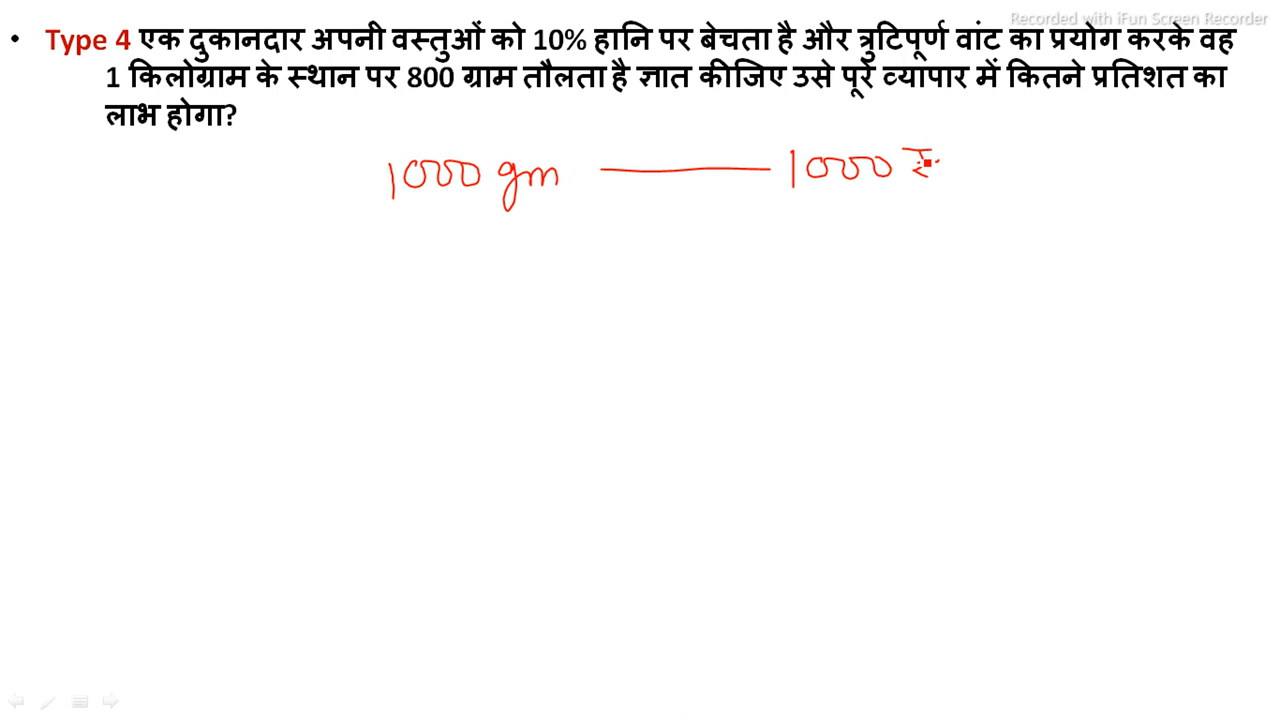 Recorded with iFun Screen Recorder
• Type 4 एक दुकानदार अपनी वस्तुओं को 10% हानि पर बेचता है और त्रुटिपूर्ण वांट का प्रयोग करके वह
1 किलोग्राम के स्थान पर 800 ग्राम तौलता है ज्ञात कीजिए उसे पूरे व्यापार में कितने प्रतिशत का
लाभ होगा?
1000 gm —— 1000 ₹